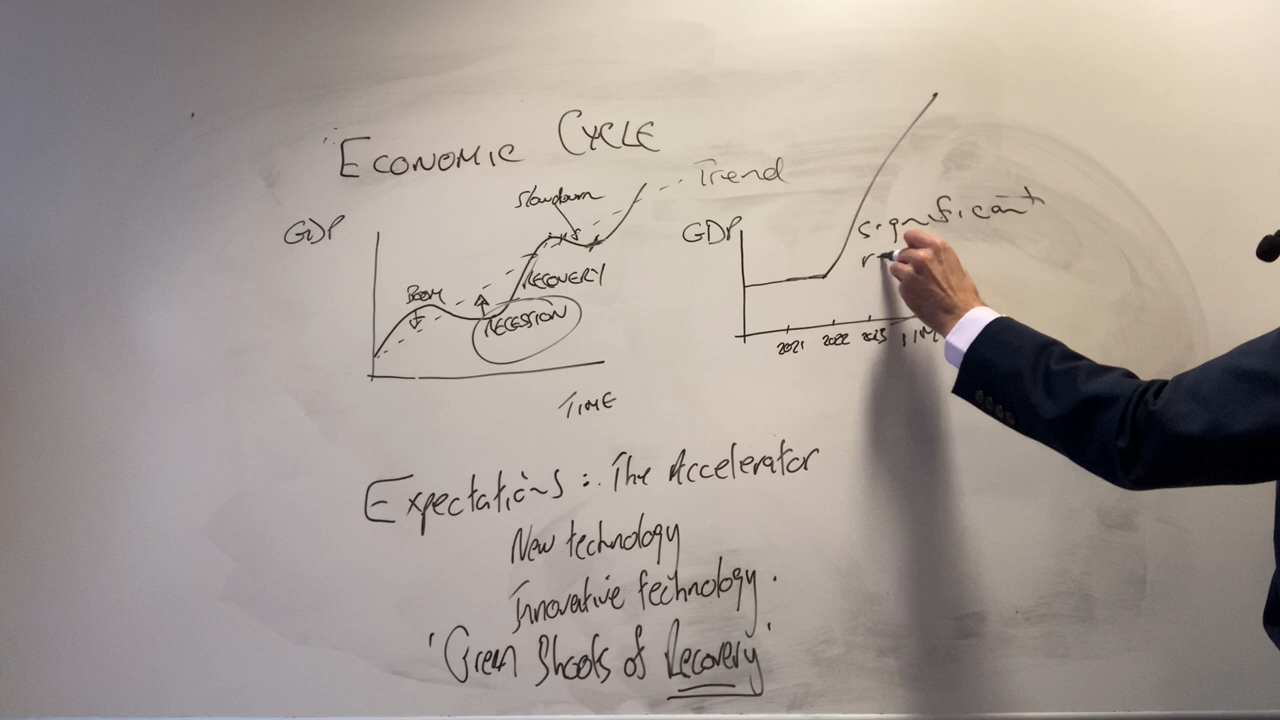 ECONOMIC CYCLE
GDP
BOOM
Slowdown
Trend
RECOVERY
RECESSION
TIME
GDP
significant
r
2021 2022 2023
Expectations : The Accelerator
New technology
Innovative technology.
'Green Shoots of Recovery'